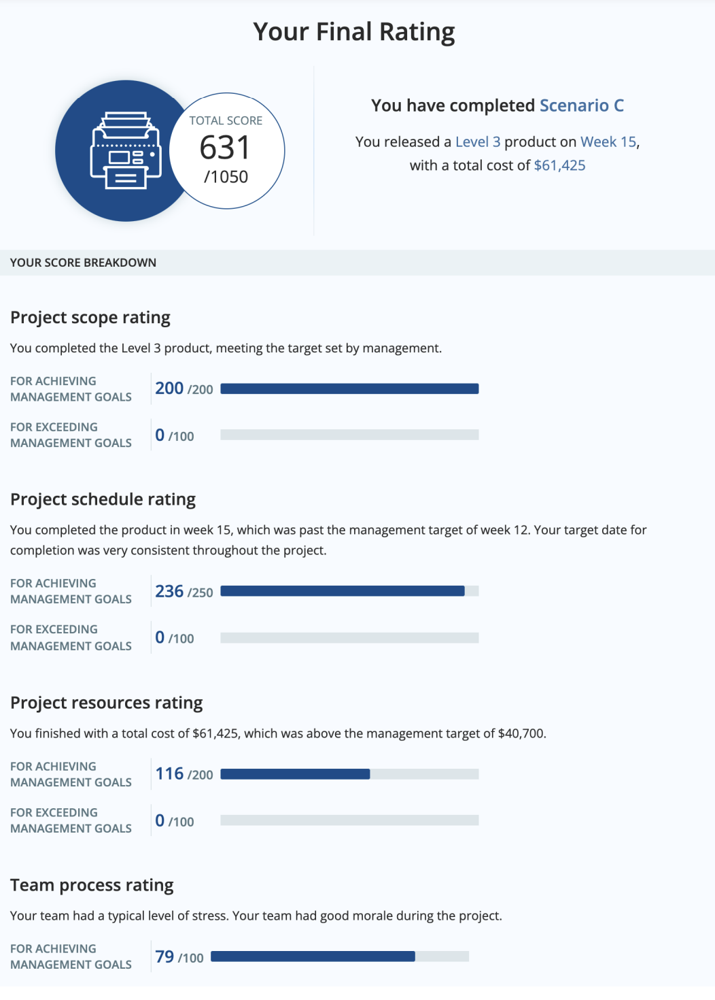 Your Final Rating
TOTAL SCORE
631
/1050
You have completed Scenario C
You released a Level 3 product on Week 15,
with a total cost of $61,425
YOUR SCORE BREAKDOWN
Project scope rating
You completed the Level 3 product, meeting the target set by management.
FOR ACHIEVING
MANAGEMENT GOALS
200 /200
FOR EXCEEDING
MANAGEMENT GOALS
0 /100
Project schedule rating
You completed the product in week 15, which was past the management target of week 12. Your target date for
completion was very consistent throughout the project.
FOR ACHIEVING
MANAGEMENT GOALS
236 /250
FOR EXCEEDING
MANAGEMENT GOALS
0 /100
Project resources rating
You finished with a total cost of $61,425, which was above the management target of $40,700.
FOR ACHIEVING
MANAGEMENT GOALS
116 /200
FOR EXCEEDING
MANAGEMENT GOALS
0 /100
Team process rating
Your team had a typical level of stress. Your team had good morale during the project.
FOR ACHIEVING
MANAGEMENT GOALS
79 /100